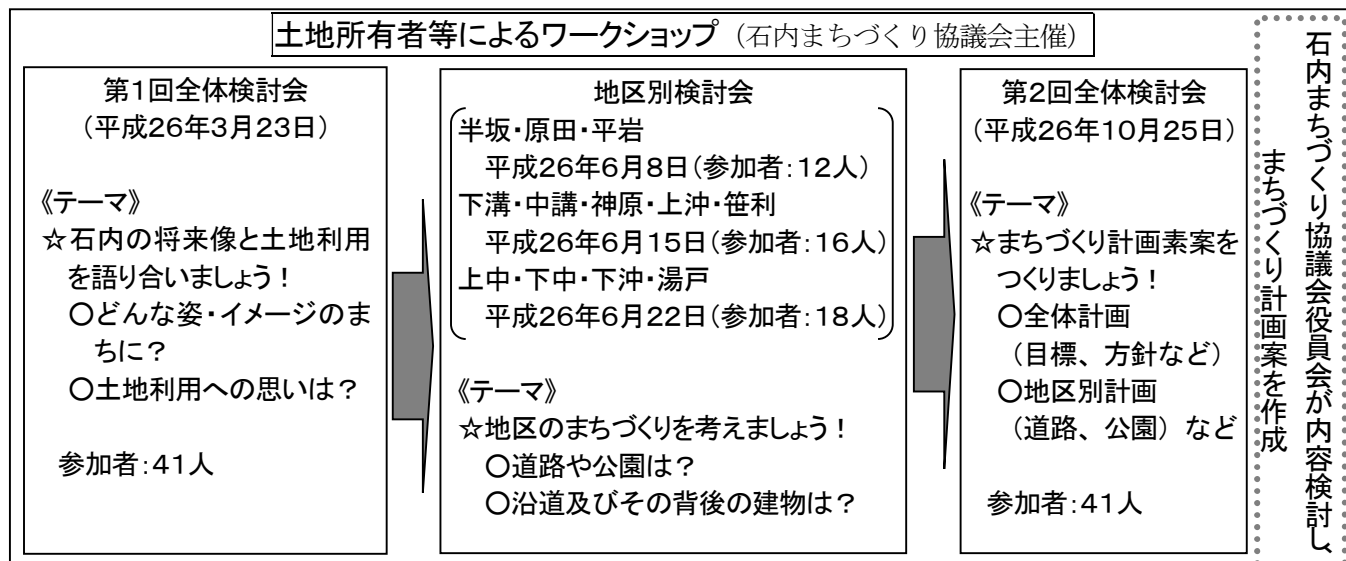 土地所有者等によるワークショップ（石内まちづくり協議会主催）
第１回全体検討会
（平成２６年３月２３日）
《テーマ》
☆石内の将来像と土地利用
を語り合いましょう！
〇どんな姿・イメージのま
ちに？
〇土地利用への思いは？
参加者：４１人
地区別検討会
半坂・原田・平岩
平成２６年６月８日（参加者：１２人）
下溝・中講・神原・上沖・笹利
平成２６年６月１５日（参加者：１６人）
上中・下中・下沖・湯戸
平成２６年６月２２日（参加者：１８人）
《テーマ》
☆地区のまちづくりを考えましょう！
〇道路や公園は？
〇沿道及びその背後の建物は？
第２回全体検討会
（平成２６年１０月２５日）
《テーマ》
☆まちづくり計画素案を
つくりましょう！
〇全体計画
（目標、方針など）
〇地区別計画
（道路、公園）など
参加者：４１人
石内まちづくり協議会役員会が内容検討し、
まちづくり計画案を作成